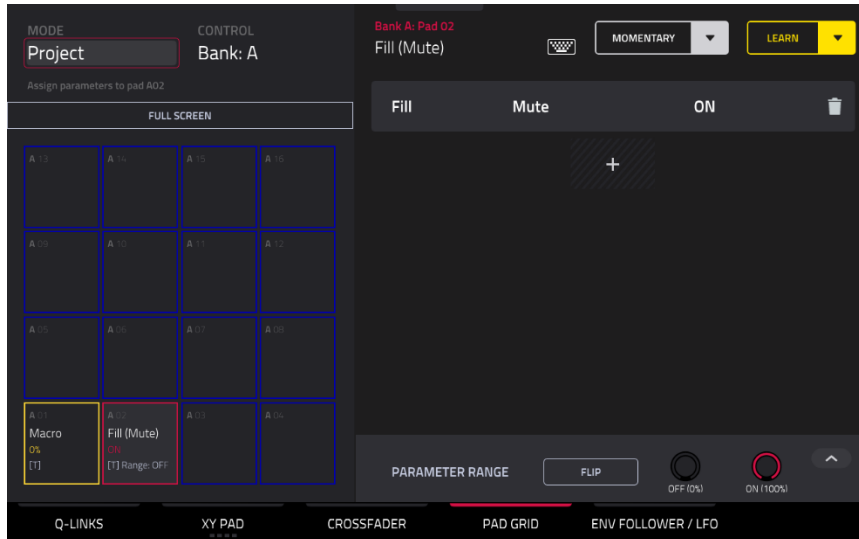 MODE
CONTROL
Project
Bank: A
Assign parameters to pad A02
FULL SCREEN
A 13
A 14
A 15
A 16
A 09
A 10
A 11
A 12
A 05
A 06
A 07
A 08
A 01
Macro
0%
[T]
A 02
Fill (Mute)
ON
[T] Range: OFF
A 03
A 04
Bank A: Pad 02
Fill (Mute)
MOMENTARY
LEARN
Fill Mute ON
+
PARAMETER RANGE
FLIP
OFF (0%)
ON (100%)
Q-LINKS
XY PAD
CROSSFADER
PAD GRID
ENV FOLLOWER / LFO